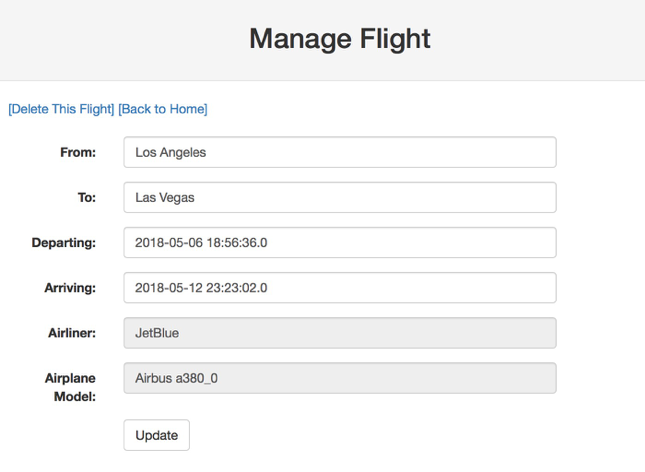 Manage Flight
[Delete This Flight] [Back to Home]
From: Los Angeles
To: Las Vegas
Departing: 2018-05-06 18:56:36.0
Arriving: 2018-05-12 23:23:02.0
Airliner: JetBlue
Airplane Airbus a380_0
Model:
Update